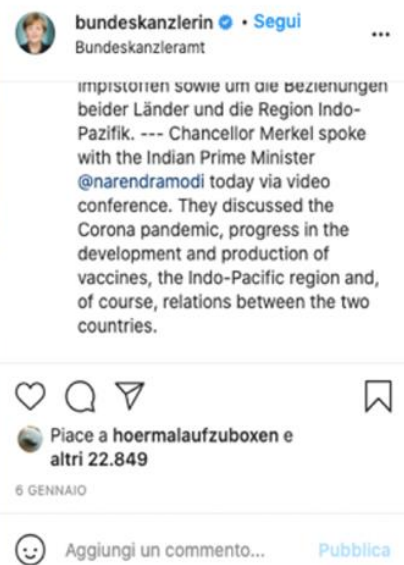 bundeskanzlerin • Segui
Bundeskanzleramt
Impfstoffen sowie um die Beziehungen
beider Länder und die Region Indo-
Pazifik. --- Chancellor Merkel spoke
with the Indian Prime Minister
@narendramodi today via video
conference. They discussed the
Corona pandemic, progress in the
development and production of
vaccines, the Indo-Pacific region and,
of course, relations between the two
countries.
Piace a hoermalaufzuboxen e
altri 22.849
6 GENNAIO
Aggiungi un commento... Pubblica